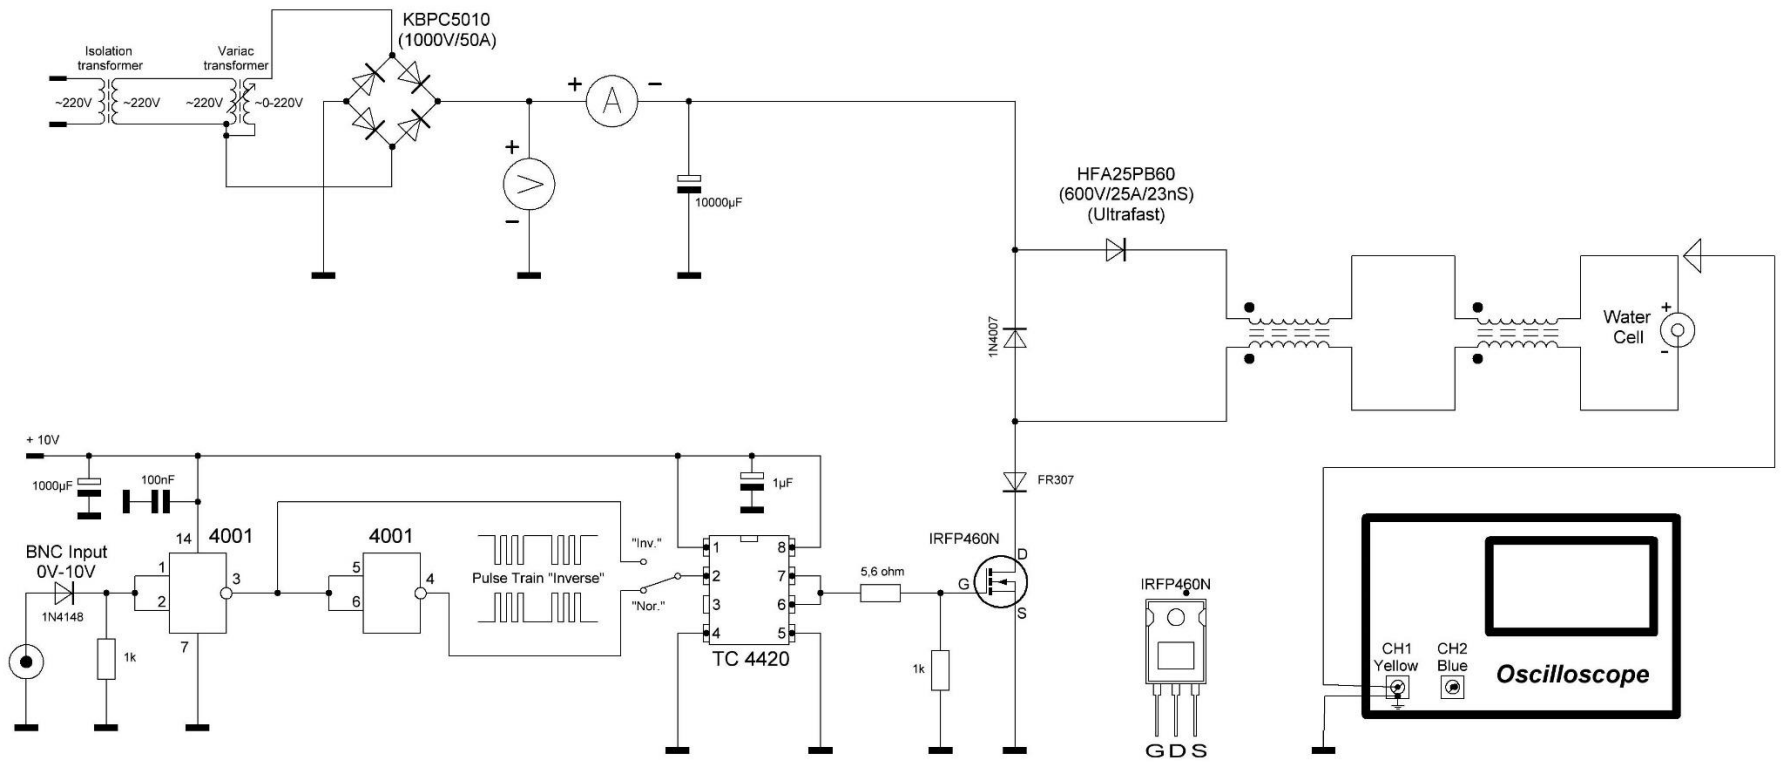 KBPC5010
(1000V/50A)
Isolation
transformer
Variac
transformer
~220V
~220V
~220V
~0-220V
+
A
-
+
V
-
10000µF
HFA25PB60
(600V/25A/23nS)
(Ultrafast)
1N4007
Water
Cell
+
-
+ 10V
1000µF
100nF
1µF
FR307
BNC Input
0V-10V
1N4148
1k
14
4001
1
2
3
7
4001
5
6
4
Pulse Train "Inverse"
"Inv."
"Nor."
1
2
3
4
8
7
6
5
TC 4420
5,6 ohm
1k
IRFP460N
D
G
S
IRFP460N
G D S
CH1
Yellow
CH2
Blue
Oscilloscope